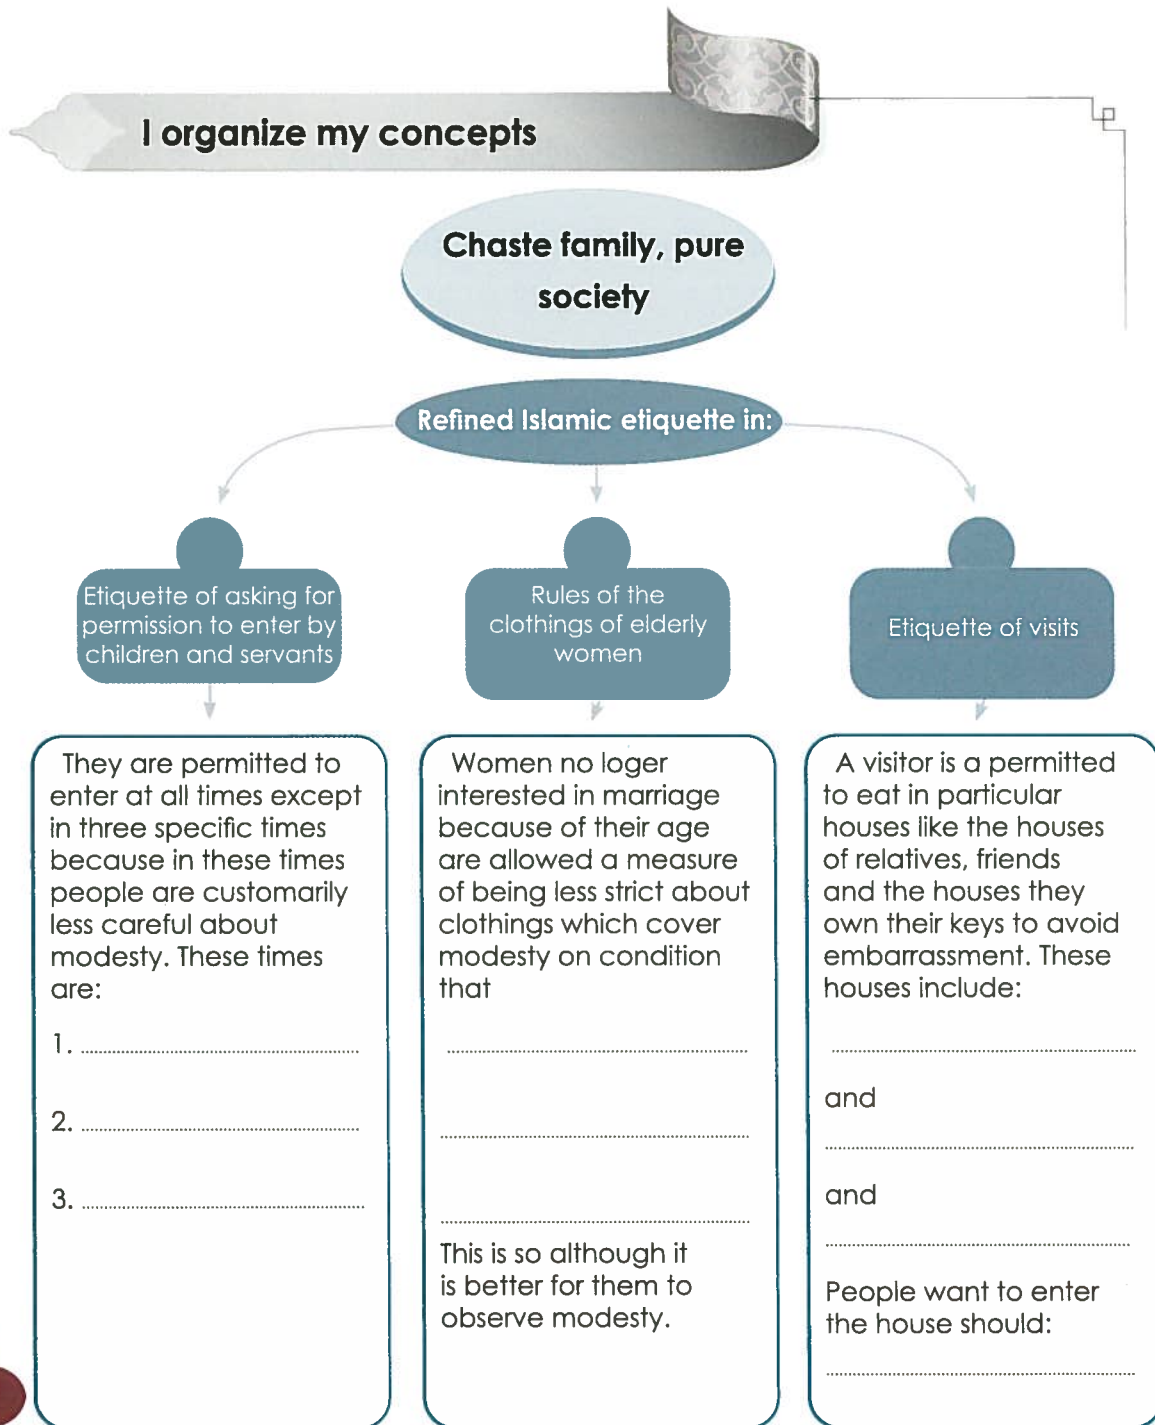 I organize my concepts
Chaste family, pure
society
Refined Islamic etiquette in:
Etiquette of asking for
permission to enter by
children and servants
They are permitted to
enter at all times except
in three specific times
because in these times
people are customarily
less careful about
modesty. These times
are:
1. ..........
2. ..........
3. ..........
Rules of the
clothings of elderly
women
Women no loger
interested in marriage
because of their age
are allowed a measure
of being less strict about
clothings which cover
modesty on condition
that
..........
..........
..........
This is so although it
is better for them to
observe modesty.
Etiquette of visits
A visitor is a permitted
to eat in particular
houses like the houses
of relatives, friends
and the houses they
own their keys to avoid
embarrassment. These
houses include:
..........
and
..........
and
..........
People want to enter
the house should:
..........